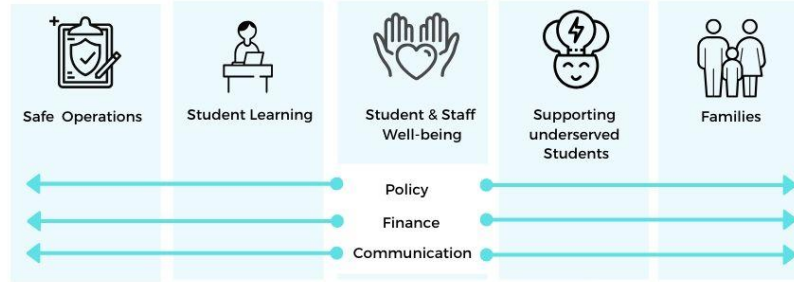 Safe Operations
Student Learning
Student & Staff
Well-being
Supporting
underserved
Students
Families
Policy
Finance
Communication